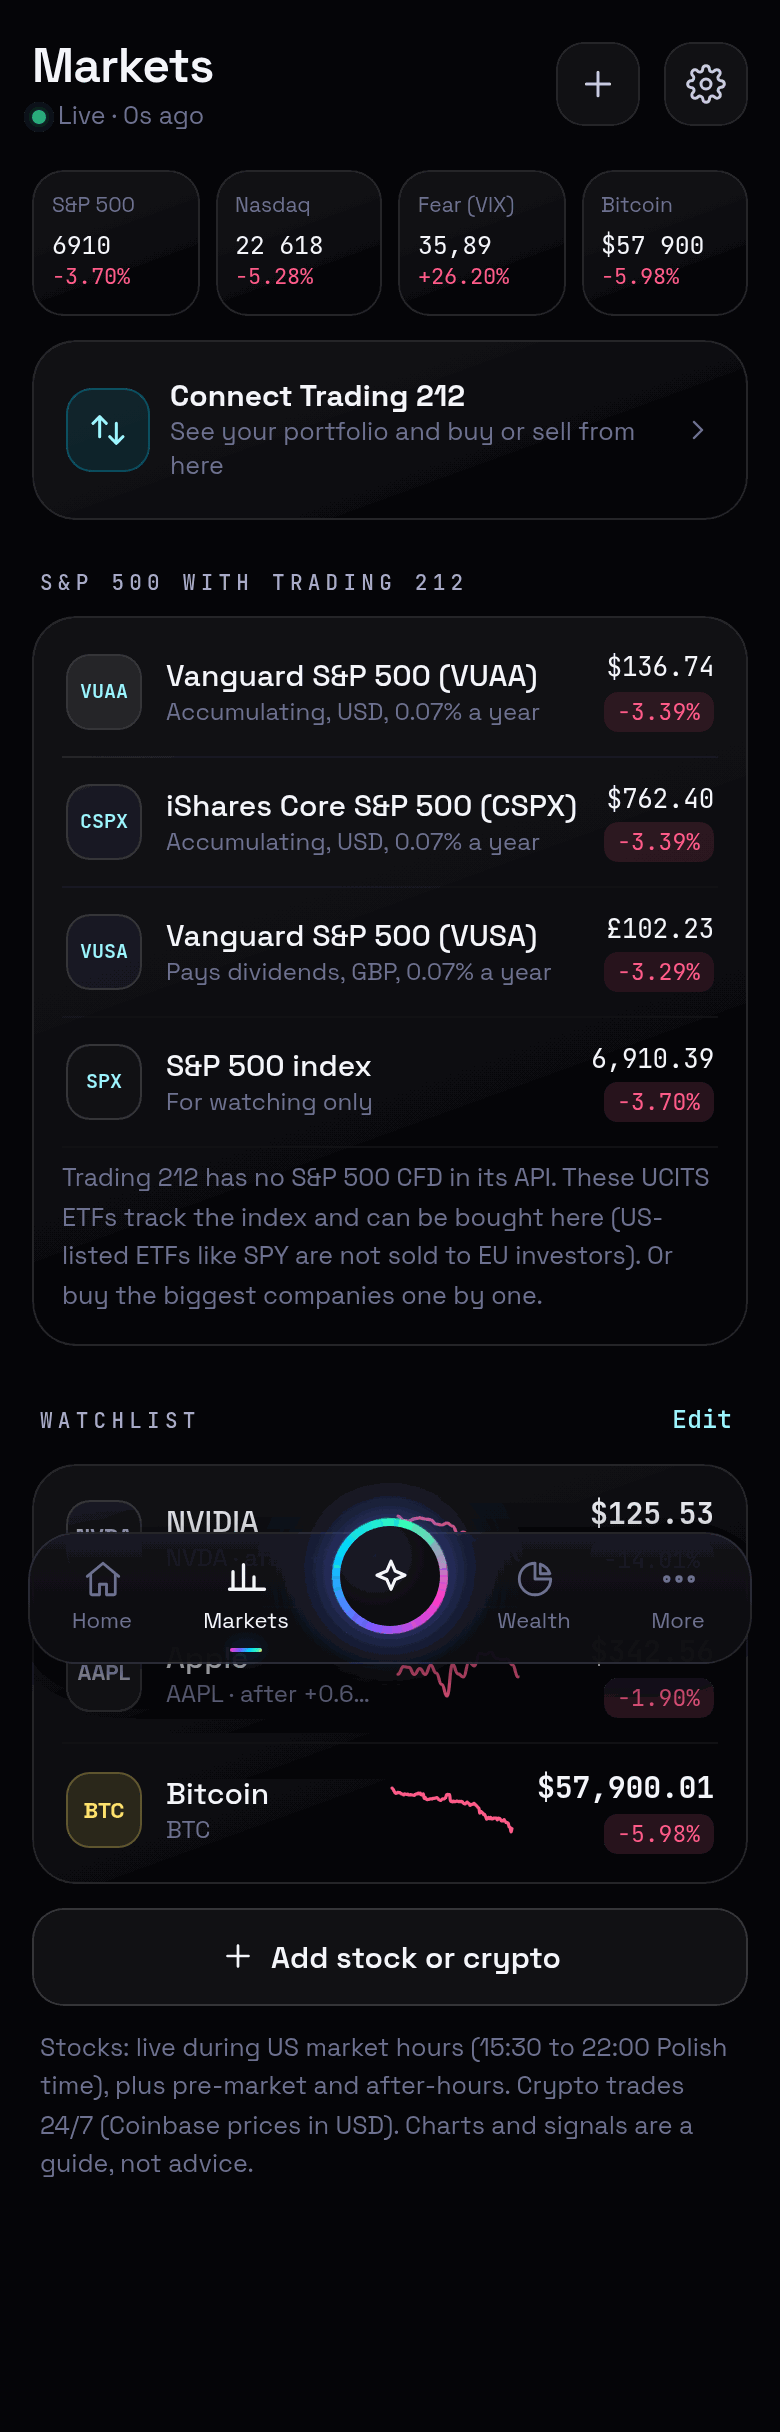 Markets
Live · 0s ago
S&P 500
6910
-3.70%
Nasdaq
22 618
-5.28%
Fear (VIX)
35,89
+26.20%
Bitcoin
$57 900
-5.98%
Connect Trading 212
See your portfolio and buy or sell from
here
S&P 500 WITH TRADING 212
VUAA
Vanguard S&P 500 (VUAA)
Accumulating, USD, 0.07% a year
$136.74
-3.39%
CSPX
iShares Core S&P 500 (CSPX)
Accumulating, USD, 0.07% a year
$762.40
-3.39%
VUSA
Vanguard S&P 500 (VUSA)
Pays dividends, GBP, 0.07% a year
£102.23
-3.29%
SPX
S&P 500 index
For watching only
6,910.39
-3.70%
Trading 212 has no S&P 500 CFD in its API. These UCITS
ETFs track the index and can be bought here (US-
listed ETFs like SPY are not sold to EU investors). Or
buy the biggest companies one by one.
WATCHLIST
Edit
NVIDIA
NVDA
$125.53
-14.01%
Home
Markets
Wealth
More
AAPL
Apple
AAPL · after +0.6...
$342.56
-1.90%
BTC
Bitcoin
BTC
$57,900.01
-5.98%
Add stock or crypto
Stocks: live during US market hours (15:30 to 22:00 Polish
time), plus pre-market and after-hours. Crypto trades
24/7 (Coinbase prices in USD). Charts and signals are a
guide, not advice.